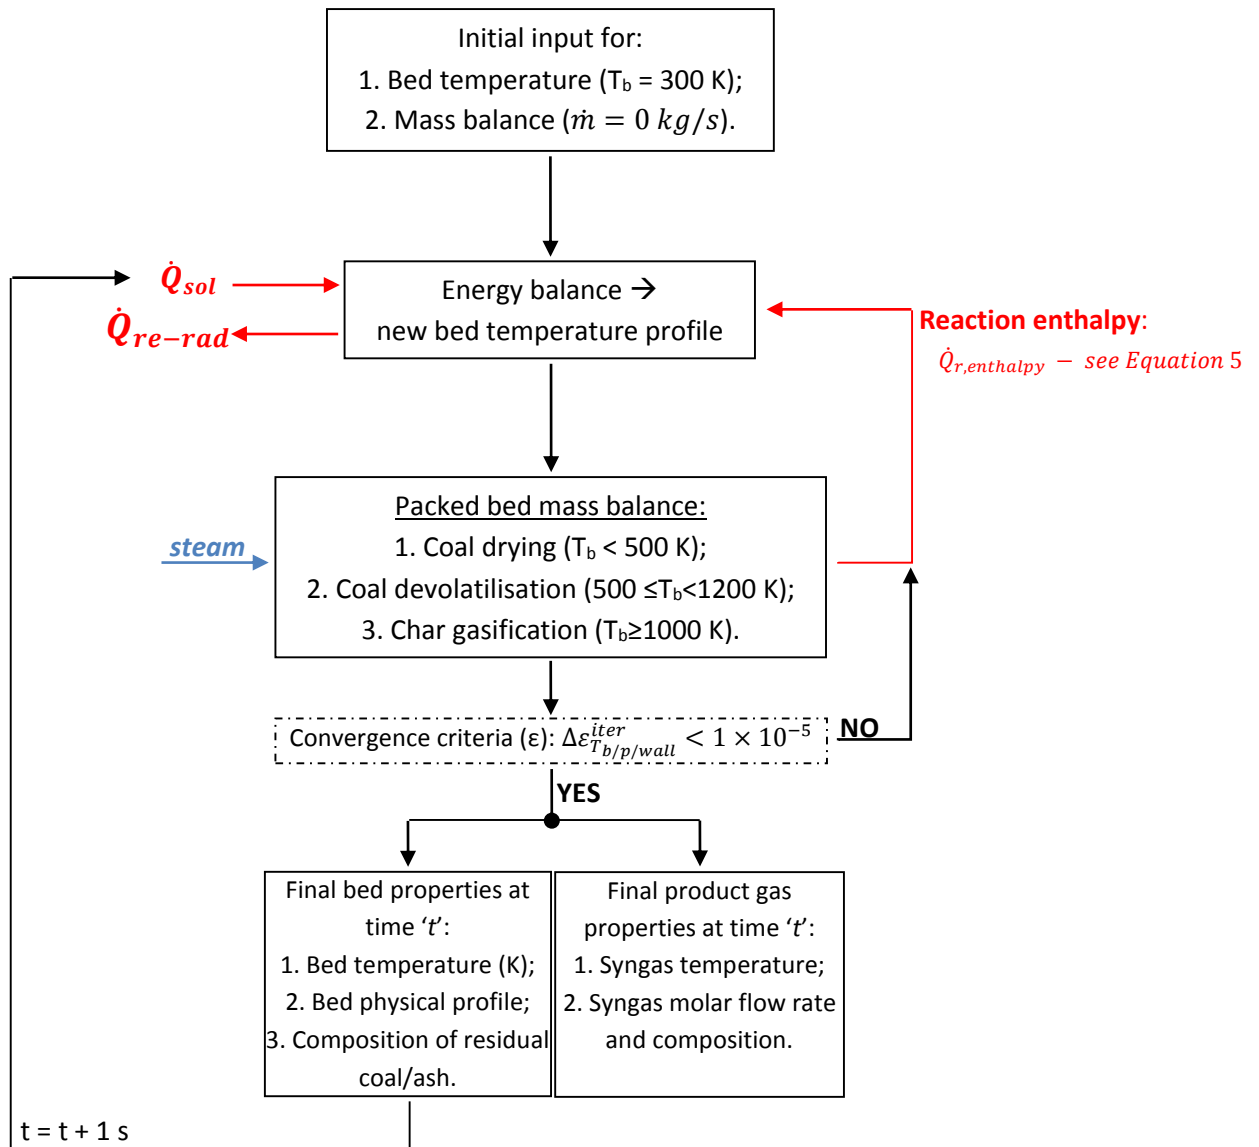 Initial input for:
1. Bed temperature (T_b = 300 K);
2. Mass balance (ṁ = 0 kg/s).
Q̇_sol
Q̇_re−rad
Energy balance →
new bed temperature profile
Reaction enthalpy:
Q̇_r,enthalpy − see Equation 5
steam
Packed bed mass balance:
1. Coal drying (T_b < 500 K);
2. Coal devolatilisation (500 ≤T_b<1200 K);
3. Char gasification (T_b≥1000 K).
Convergence criteria (ε): Δε^iter_T_b/p/wall < 1 × 10^−5
NO
YES
Final bed properties at
time ‘t’:
1. Bed temperature (K);
2. Bed physical profile;
3. Composition of residual
coal/ash.
Final product gas
properties at time ‘t’:
1. Syngas temperature;
2. Syngas molar flow rate
and composition.
t = t + 1 s